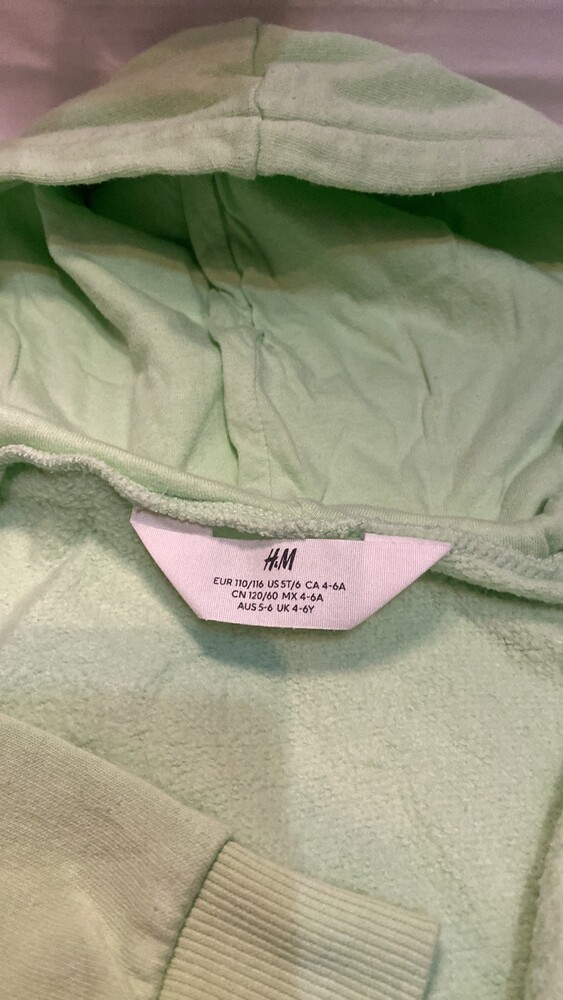 H&M
EUR 110/116 US 5T/6 CA 4-6A
CN 120/60 MX 4-6A
AUS 5-6 UK 4-6Y